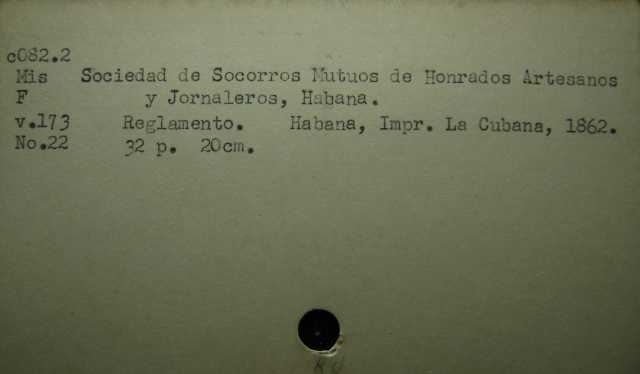 c082.2
Mis Sociedad de Socorros Mutuos de Honrados Artesanos
F y Jornaleros, Habana.
v.173 Reglamento. Habana, Impr. La Cubana, 1862.
No.22 32 p. 20cm.